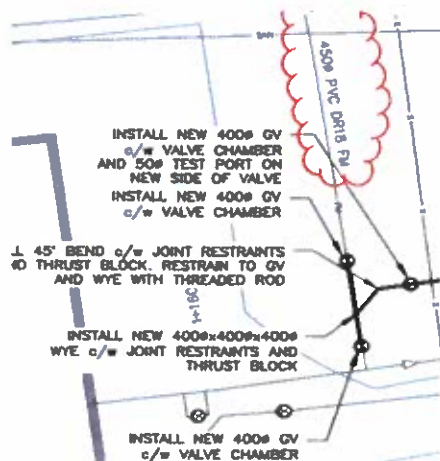 450ø PVC DR18 FM
INSTALL NEW 400ø GV
c/w VALVE CHAMBER
AND 50ø TEST PORT ON
NEW SIDE OF VALVE
INSTALL NEW 400ø GV
c/w VALVE CHAMBER
45° BEND c/w JOINT RESTRAINTS
THRUST BLOCK. RESTRAIN TO GV
AND WYE WITH THREADED ROD
1+160
INSTALL NEW 400øx400øx400ø
WYE c/w JOINT RESTRAINTS AND
THRUST BLOCK
INSTALL NEW 400ø GV
c/w VALVE CHAMBER